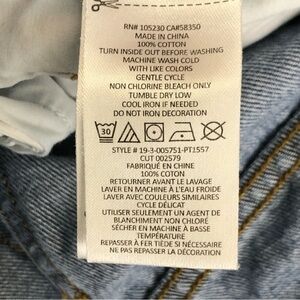 RN# 105230 CA#58350
MADE IN CHINA
100% COTTON
TURN INSIDE OUT BEFORE WASHING
MACHINE WASH COLD
WITH LIKE COLORS
GENTLE CYCLE
NON CHLORINE BLEACH ONLY
TUMBLE DRY LOW
COOL IRON IF NEEDED
DO NOT IRON DECORATION
30
STYLE # 19-3-005751-PT1557
CUT 002579
FABRIQUÉ EN CHINE
100% COTON
RETOURNER AVANT LE LAVAGE
LAVER EN MACHINE À L'EAU FROIDE
LAVER AVEC COULEURS SIMILAIRES
CYCLE DÉLICAT
UTILISER SEULEMENT UN AGENT DE
BLANCHIMENT NON CHLORÉ
SÉCHER EN MACHINE À BASSE
TEMPÉRATURE
REPASSER À FER TIÈDE SI NÉCESSAIRE
NE PAS REPASSER LA DÉCORATION